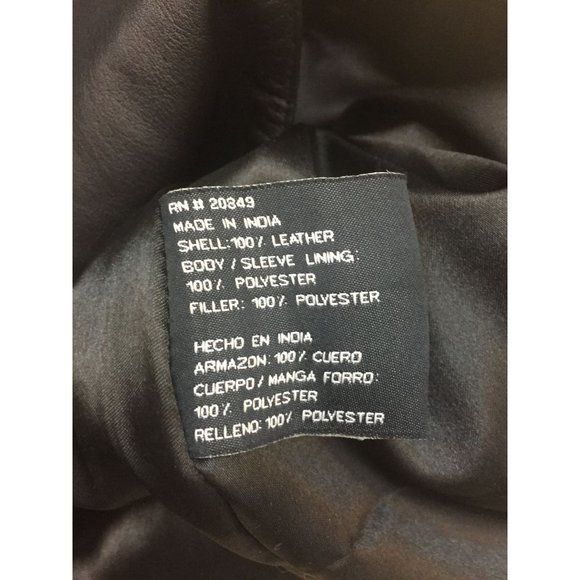 RN # 20849
MADE IN INDIA
SHELL: 100% LEATHER
BODY / SLEEVE LINING:
100% POLYESTER
FILLER: 100% POLYESTER
HECHO EN INDIA
ARMAZON: 100% CUERO
CUERPO / MANGA FORRO:
100% POLYESTER
RELLENO: 100% POLYESTER